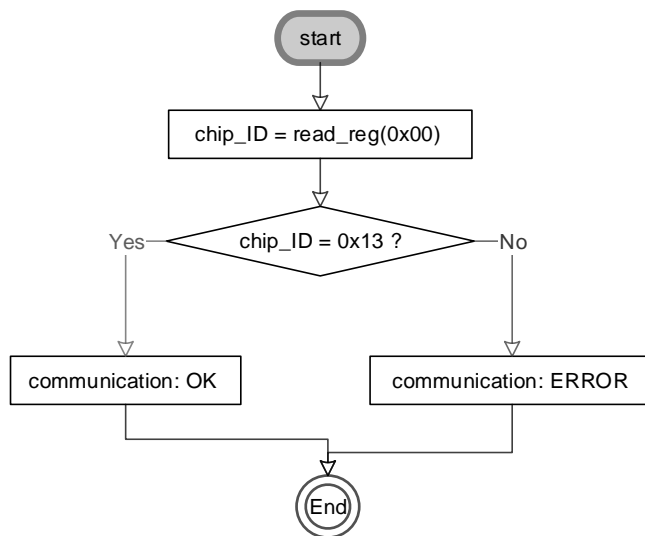 start
chip_ID = read_reg(0x00)
chip_ID = 0x13 ?
Yes
No
communication: OK
communication: ERROR
End